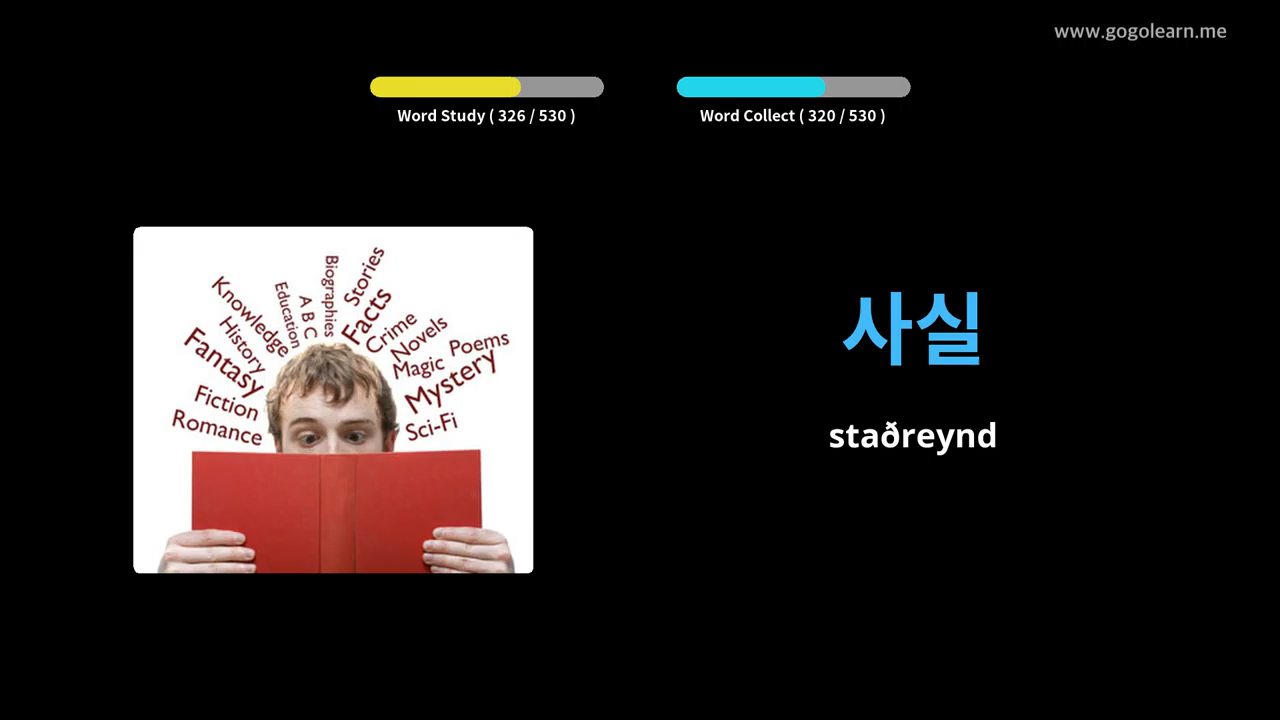 www.gogolearn.me
Word Study ( 326 / 530 )
Word Collect ( 320 / 530 )
Stories
Biographies
Facts
A B C
Education
Knowledge
Crime
History
Novels
Poems
Fantasy
Magic
Mystery
Fiction
Romance
Sci-Fi
사실
staðreynd